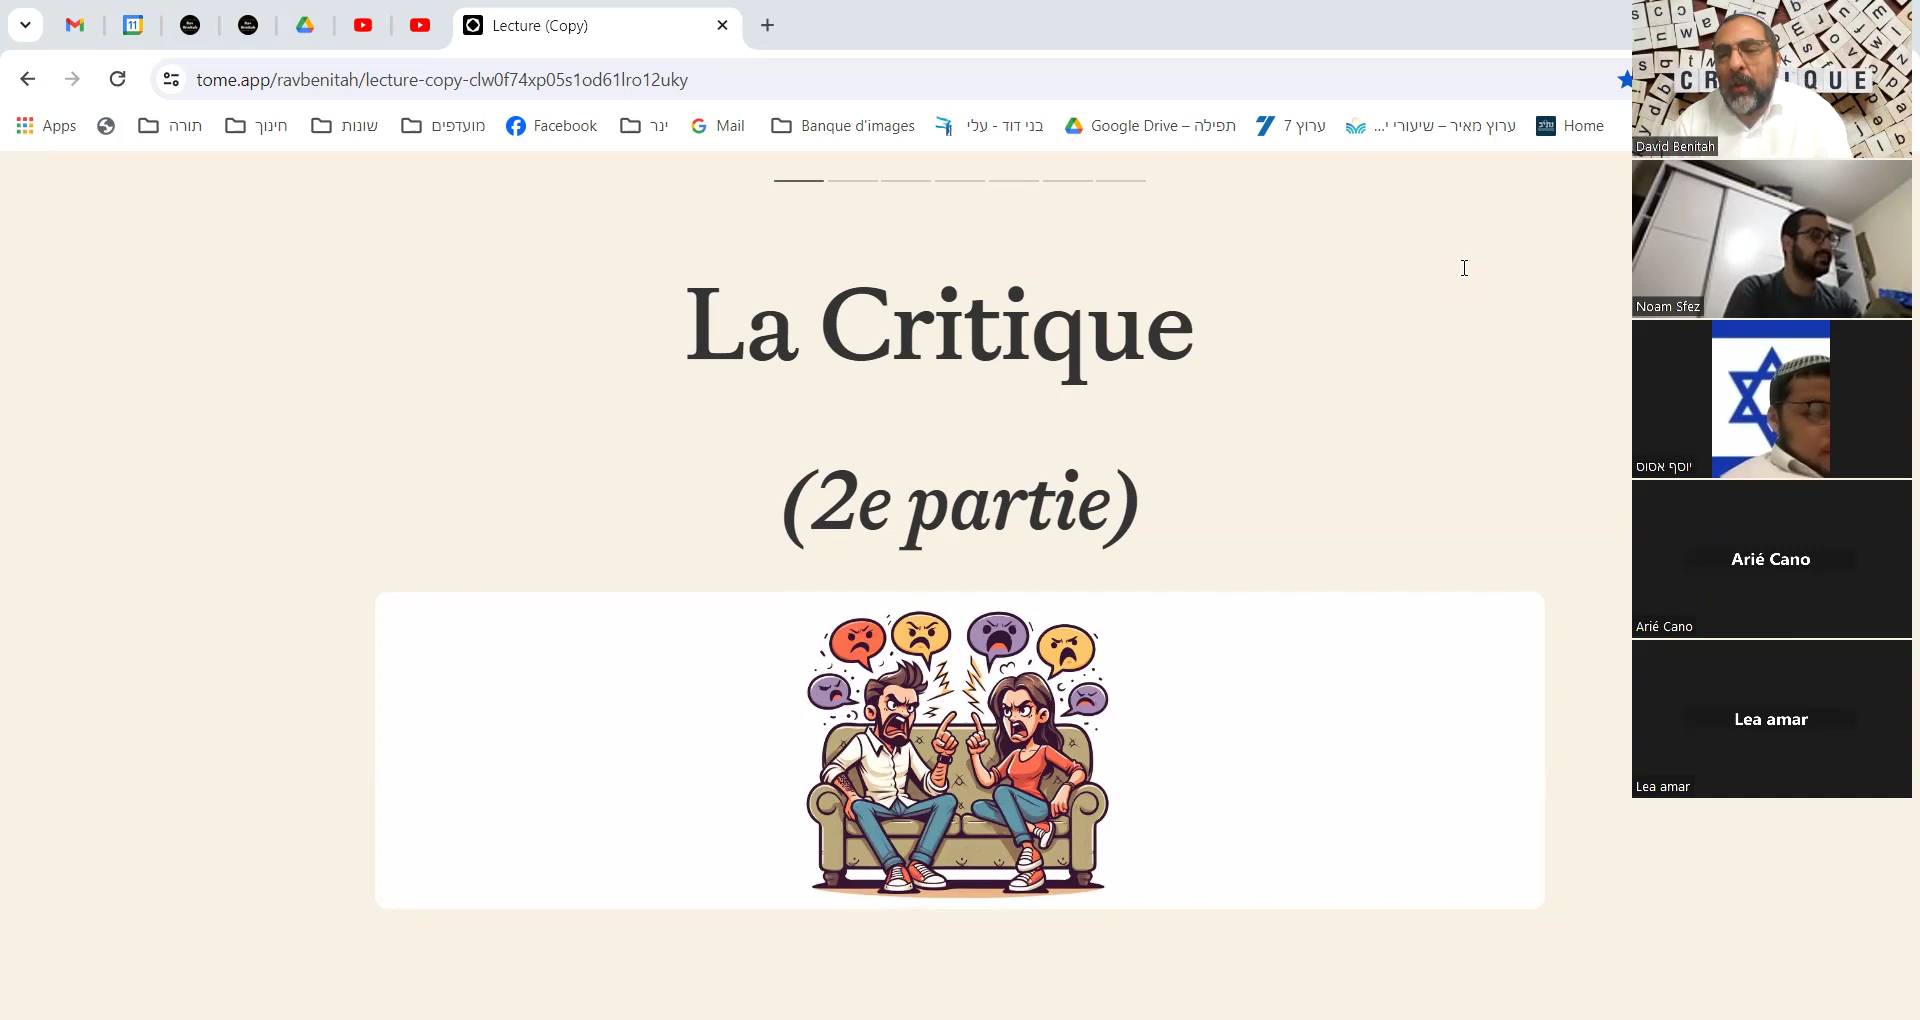 Lecture (Copy)
tome.app/ravbenitah/lecture-copy-clw0f74xp05s1od61lro12uky
Apps
תורה
חינוך
שונות
מועדפים
Facebook
ינר
Mail
Banque d'images
בני דוד - עלי
Google Drive – תפילה
ערוץ 7
ערוץ מאיר – שיעורי י...
Home
La Critique
(2e partie)
David Benitah
Noam Sfez
יוסף אסוס
Arié Cano
Arié Cano
Lea amar
Lea amar